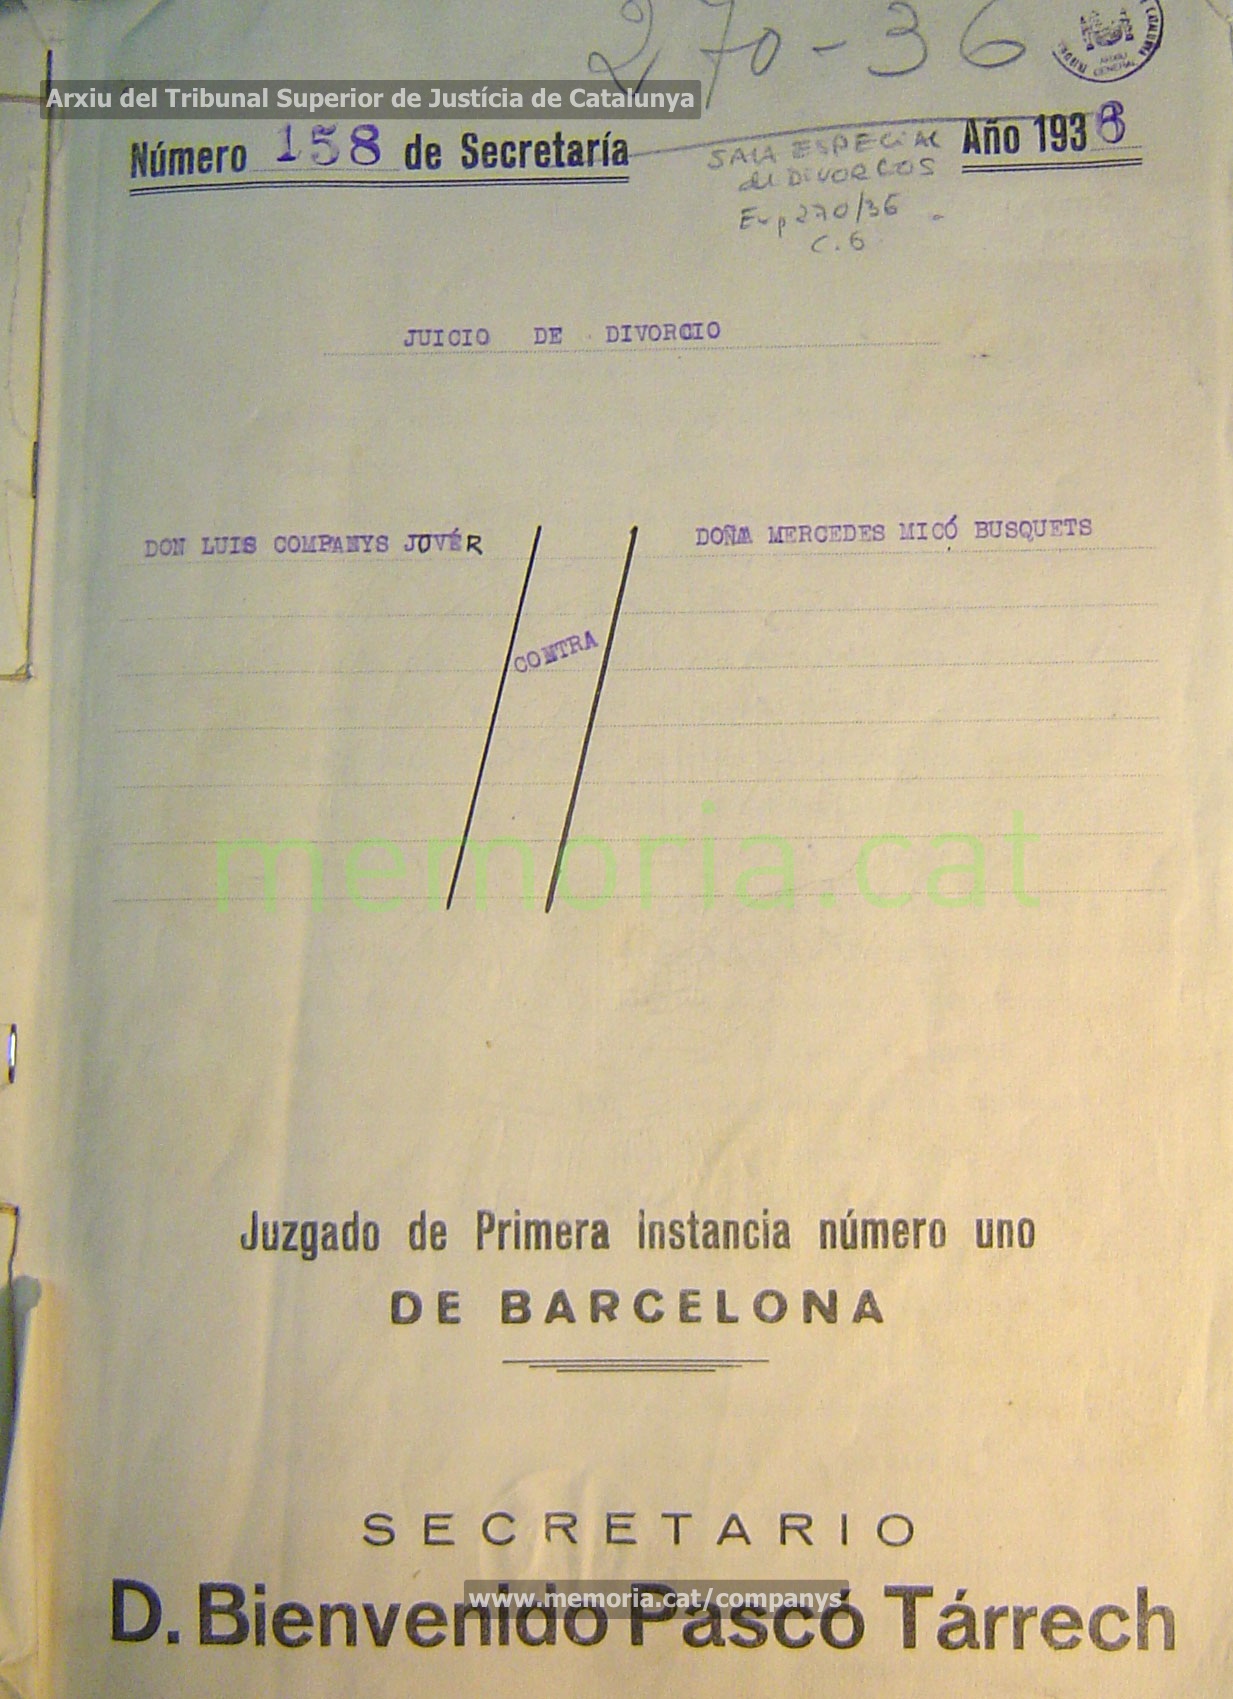 270-36
Arxiu del Tribunal Superior de Justícia de Catalunya
Número 158 de Secretaría
Año 1936
SALA ESPECIAL
de DIVORCIOS
Exp 270/36
C. 6
JUICIO DE DIVORCIO
DON LUIS COMPANYS JOVÉR
CONTRA
DOÑA MERCEDES MICÓ BUSQUETS
memoria.cat
Juzgado de Primera instancia número uno
DE BARCELONA
SECRETARIO
www.memoria.cat/companys
D. Bienvenido Pascó Tárrech